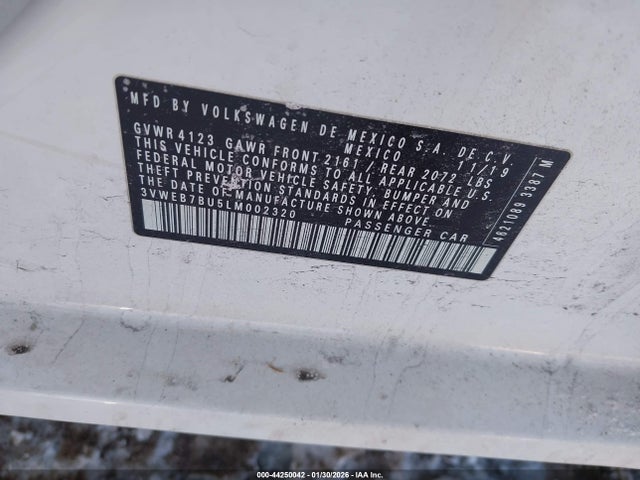 MFD BY VOLKSWAGEN DE MEXICO S.A. DE C.V.
MEXICO 11/19
GVWR 4123 GAWR FRONT 2161 / REAR 2072 LBS
THIS VEHICLE CONFORMS TO ALL APPLICABLE U.S.
FEDERAL MOTOR VEHICLE SAFETY, BUMPER AND
THEFT PREVENTION STANDARDS IN EFFECT ON
THE DATE OF MANUFACTURE SHOWN ABOVE.
3VWEB7BU5LM002320 PASSENGER CAR
4621089 3387 M
000-44250042 - 01/30/2026 - IAA Inc.